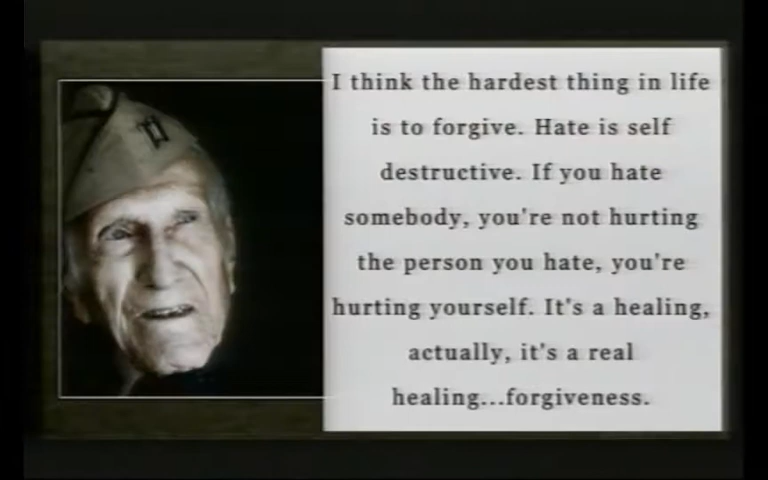 I think the hardest thing in life
is to forgive. Hate is self
destructive. If you hate
somebody, you're not hurting
the person you hate, you're
hurting yourself. It's a healing,
actually, it's a real
healing...forgiveness.